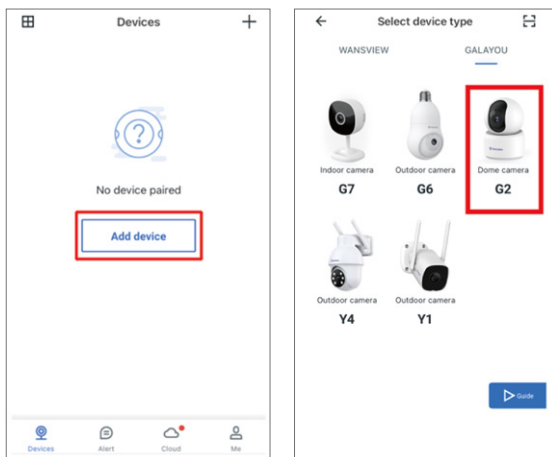 Devices
No device paired
Add device
Devices
Alert
Cloud
Me
Select device type
WANSVIEW
GALAYOU
Indoor camera
G7
Outdoor camera
G6
Dome camera
G2
Outdoor camera
Y4
Outdoor camera
Y1
Guide